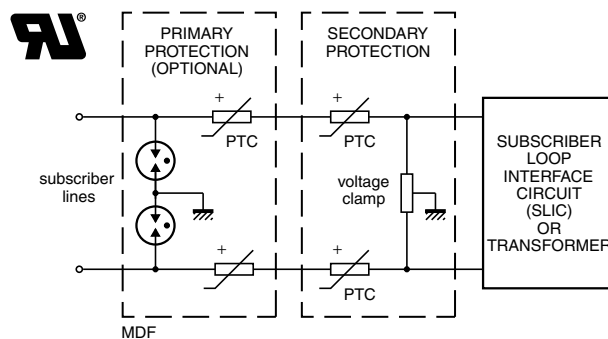 ®
PRIMARY
PROTECTION
(OPTIONAL)
SECONDARY
PROTECTION
+
+
PTC
PTC
subscriber
lines
voltage
clamp
SUBSCRIBER
LOOP
INTERFACE
CIRCUIT
(SLIC)
OR
TRANSFORMER
+
+
PTC
MDF